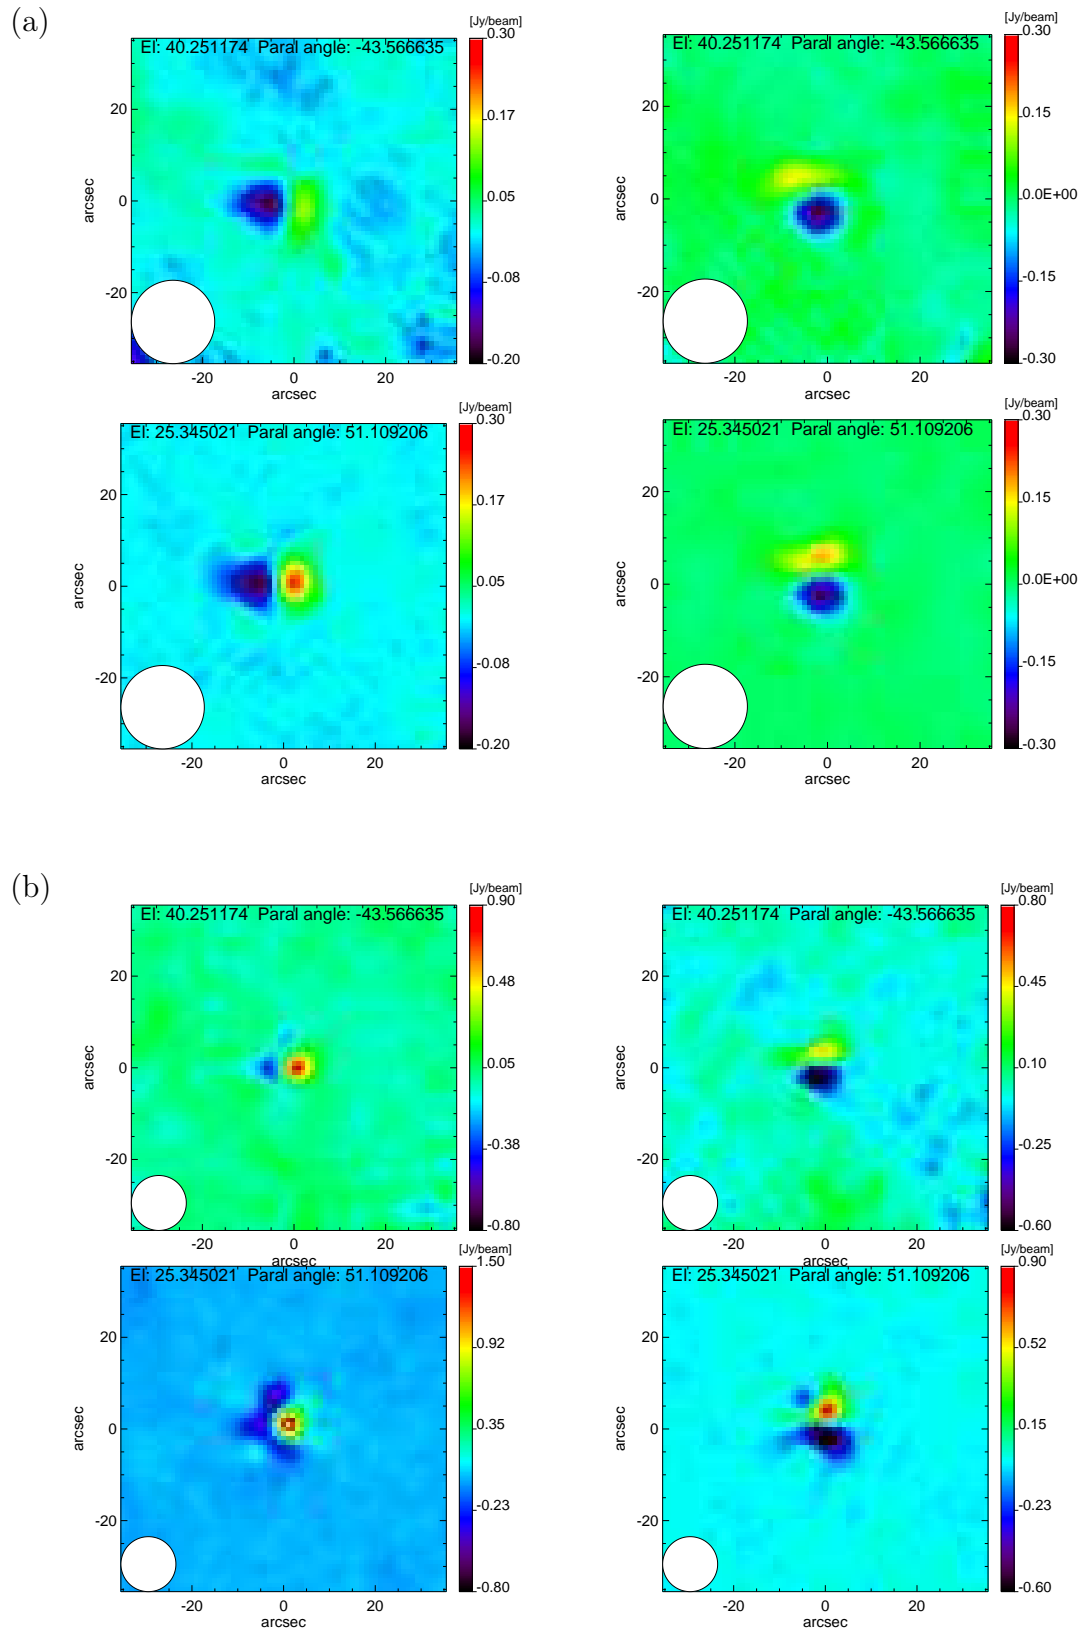 (a)
[Jy/beam]
El: 40.251174 Paral angle: -43.566635
0.30
0.17
0.05
-0.08
-0.20
20
0
-20
arcsec
-20 0 20
arcsec
[Jy/beam]
El: 40.251174 Paral angle: -43.566635
0.30
0.15
0.0E+00
-0.15
-0.30
20
0
-20
arcsec
-20 0 20
arcsec
[Jy/beam]
El: 25.345021 Paral angle: 51.109206
0.30
0.17
0.05
-0.08
-0.20
20
0
-20
arcsec
-20 0 20
arcsec
[Jy/beam]
El: 25.345021 Paral angle: 51.109206
0.30
0.15
0.0E+00
-0.15
-0.30
20
0
-20
arcsec
-20 0 20
arcsec
(b)
[Jy/beam]
El: 40.251174 Paral angle: -43.566635
0.90
0.48
0.05
-0.38
-0.80
20
0
-20
arcsec
-20 0 20
arcsec
[Jy/beam]
El: 40.251174 Paral angle: -43.566635
0.80
0.45
0.10
-0.25
-0.60
20
0
-20
arcsec
-20 0 20
arcsec
[Jy/beam]
El: 25.345021 Paral angle: 51.109206
1.50
0.92
0.35
-0.23
-0.80
20
0
-20
arcsec
-20 0 20
arcsec
[Jy/beam]
El: 25.345021 Paral angle: 51.109206
0.90
0.52
0.15
-0.23
-0.60
20
0
-20
arcsec
-20 0 20
arcsec